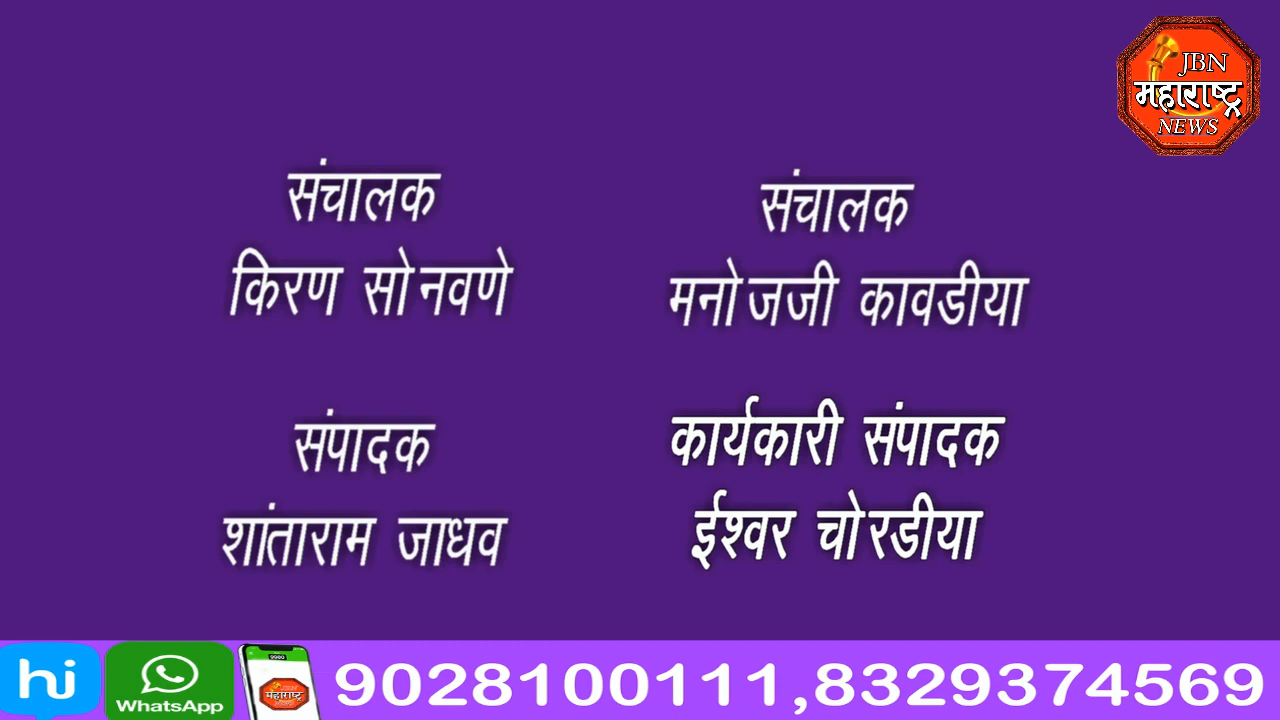 JBN
महाराष्ट्र
NEWS
संचालक
किरण सोनवणे
संचालक
मनोजजी कावडीया
संपादक
शांताराम जाधव
कार्यकारी संपादक
ईश्वर चोरडीया
hi
WhatsApp
महाराष्ट्र
9028100111,8329374569